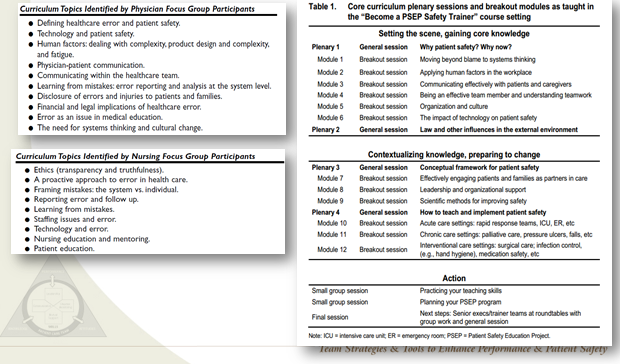 Curriculum Topics Identified by Physician Focus Group Participants
● Defining healthcare error and patient safety.
● Technology and patient safety.
● Human factors: dealing with complexity, product design and complexity,
and fatigue.
● Physician-patient communication.
● Communicating within the healthcare team.
● Learning from mistakes: error reporting and analysis at the system level.
● Disclosure of errors and injuries to patients and families.
● Financial and legal implications of healthcare error.
● Error as an issue in medical education.
● The need for systems thinking and cultural change.
Curriculum Topics Identified by Nursing Focus Group Participants
● Ethics (transparency and truthfulness).
● A proactive approach to error in health care.
● Framing mistakes: the system vs. individual.
● Reporting error and follow up.
● Learning from mistakes.
● Staffing issues and error.
● Technology and error.
● Nursing education and mentoring.
● Patient education.
Table 1. Core curriculum plenary sessions and breakout modules as taught in
the “Become a PSEP Safety Trainer” course setting
Setting the scene, gaining core knowledge
Plenary 1 General session Why patient safety? Why now?
Module 1 Breakout session Moving beyond blame to systems thinking
Module 2 Breakout session Applying human factors in the workplace
Module 3 Breakout session Communicating effectively with patients and caregivers
Module 4 Breakout session Being an effective team member and understanding teamwork
Module 5 Breakout session Organization and culture
Module 6 Breakout session The impact of technology on patient safety
Plenary 2 General session Law and other influences in the external environment
Contextualizing knowledge, preparing to change
Plenary 3 General session Conceptual framework for patient safety
Module 7 Breakout session Effectively engaging patients and families as partners in care
Module 8 Breakout session Leadership and organizational support
Module 9 Breakout session Scientific methods for improving safety
Plenary 4 General session How to teach and implement patient safety
Module 10 Breakout session Acute care settings: rapid response teams, ICU, ER, etc
Module 11 Breakout session Chronic care settings: palliative care, pressure ulcers, falls, etc
Module 12 Breakout session Interventional care settings: surgical care; infection control,
(e.g., hand hygiene), medication safety, etc
Action
Small group session Practicing your teaching skills
Small group session Planning your PSEP program
Final session Next steps: Senior execs/trainer teams at roundtables with
group work and general session
Note: ICU = intensive care unit; ER = emergency room; PSEP = Patient Safety Education Project.
Team Strategies & Tools to Enhance Performance & Patient Safety